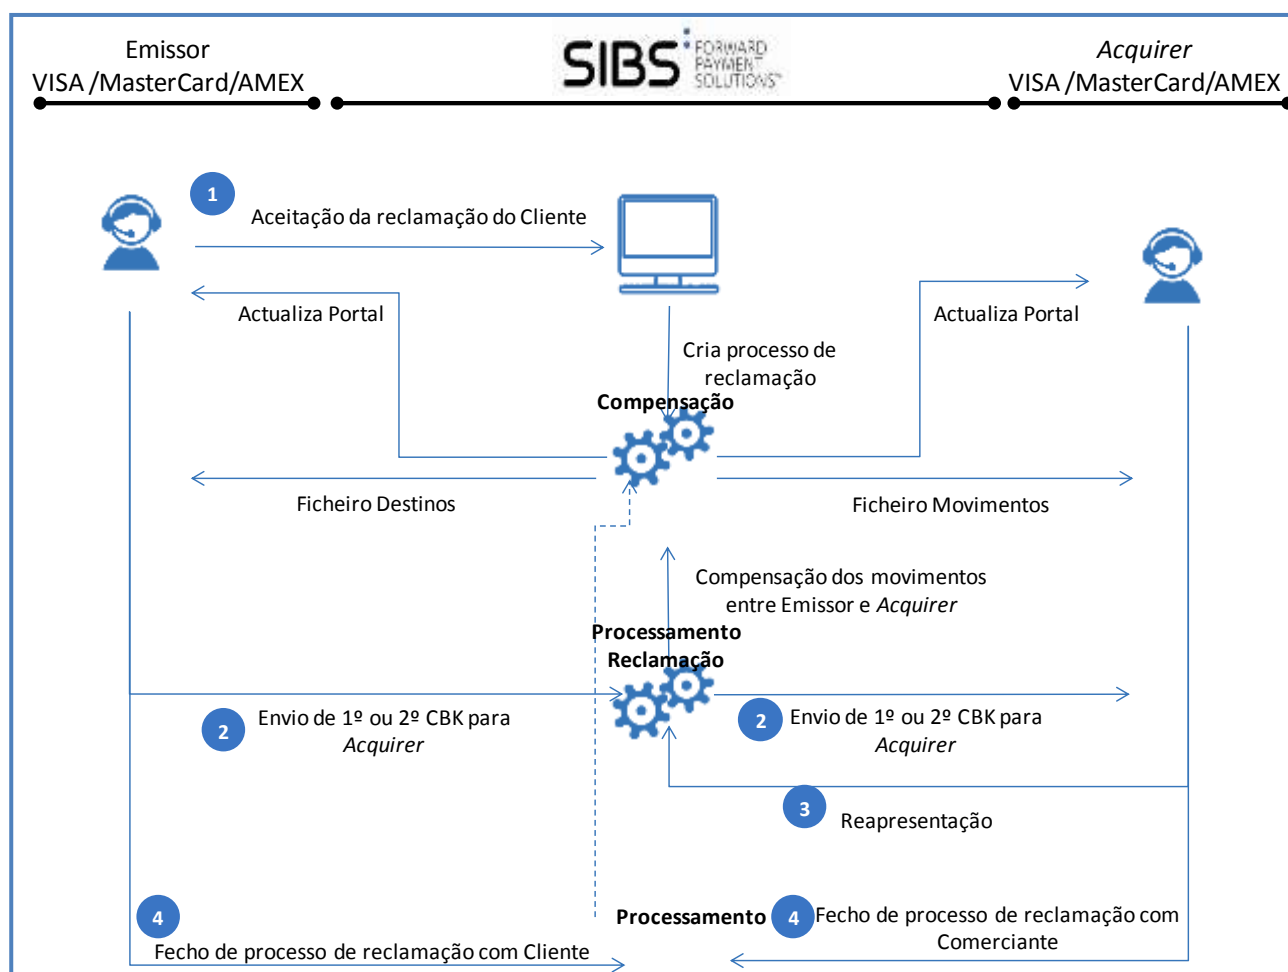 Emissor
VISA /MasterCard/AMEX
SIBS FORWARD
PAYMENT
SOLUTIONS™
Acquirer
VISA /MasterCard/AMEX
1
Aceitação da reclamação do Cliente
Actualiza Portal
Actualiza Portal
Cria processo de
reclamação
Compensação
Ficheiro Destinos
Ficheiro Movimentos
Compensação dos movimentos
entre Emissor e Acquirer
Processamento
Reclamação
2
Envio de 1º ou 2º CBK para
Acquirer
2
Envio de 1º ou 2º CBK para
Acquirer
3
Reapresentação
4
Fecho de processo de reclamação com Cliente
Processamento
4
Fecho de processo de reclamação com
Comerciante